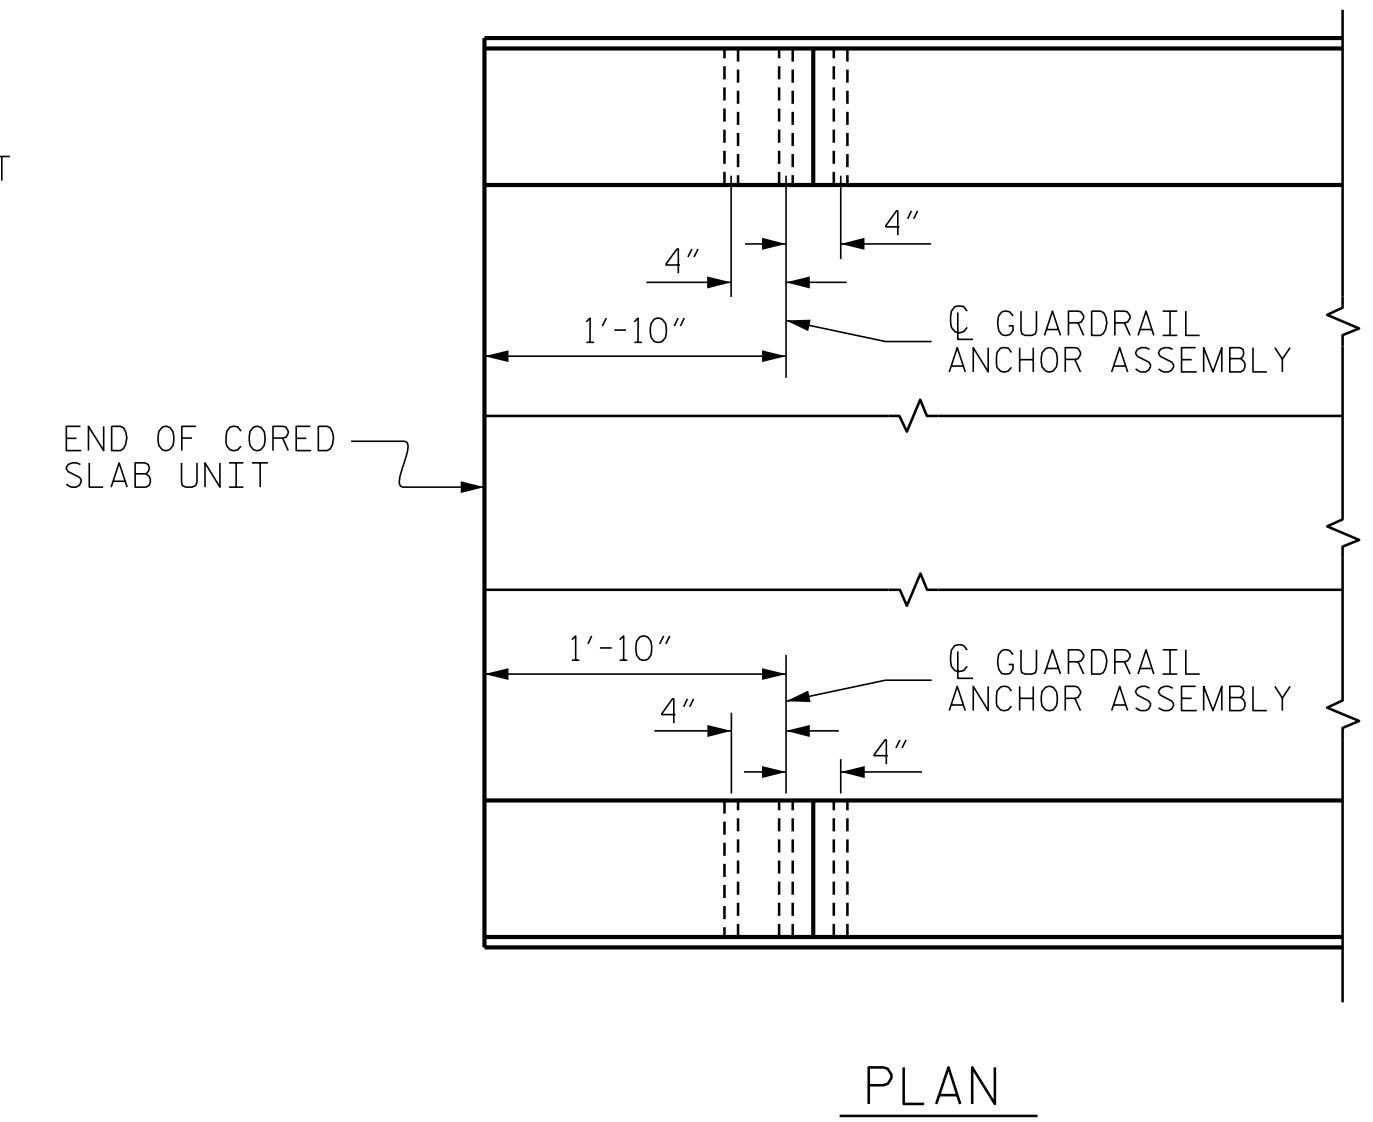 T
4"
4"
1'-10"
℄ GUARDRAIL
ANCHOR ASSEMBLY
END OF CORED
SLAB UNIT
1'-10"
℄ GUARDRAIL
ANCHOR ASSEMBLY
4"
4"
PLAN